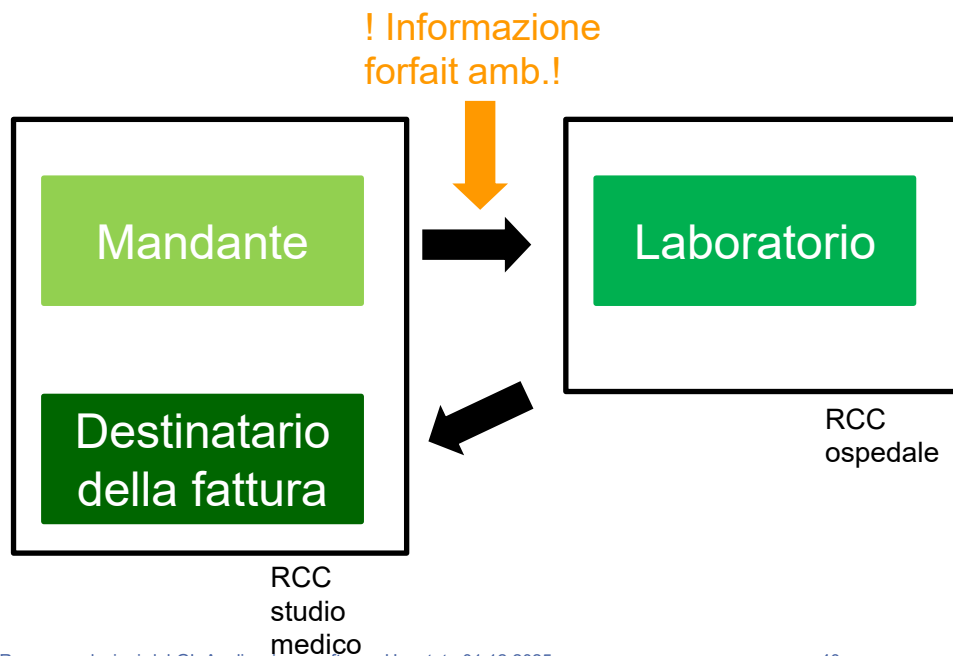 ! Informazione
forfait amb.!
Mandante
Laboratorio
Destinatario
della fattura
RCC
ospedale
RCC
studio
medico